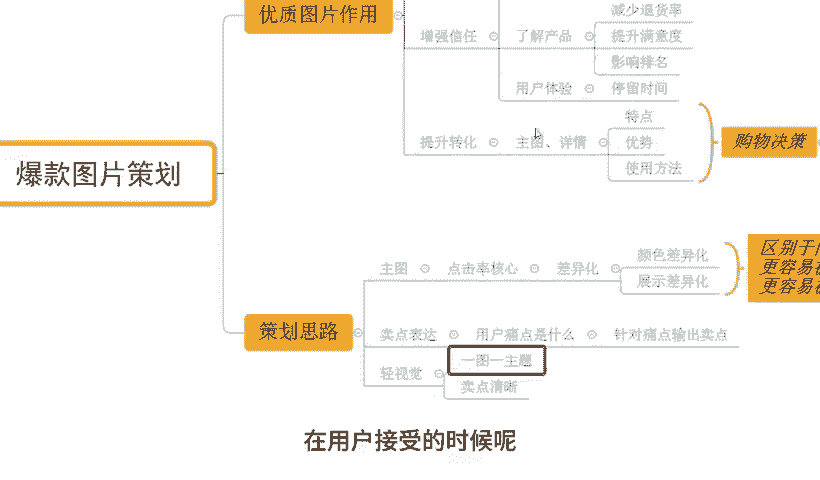 优质图片作用
增强信任
了解产品
减少退货率
提升满意度
影响排名
用户体验
停留时间
提升转化
主图、详情
特点
优势
使用方法
购物决策
爆款图片策划
策划思路
主图
点击率核心
差异化
颜色差异化
展示差异化
区别于
更容易
更容易
卖点表达
用户痛点是什么
针对痛点输出卖点
轻视觉
一图一主题
卖点清晰
在用户接受的时候呢